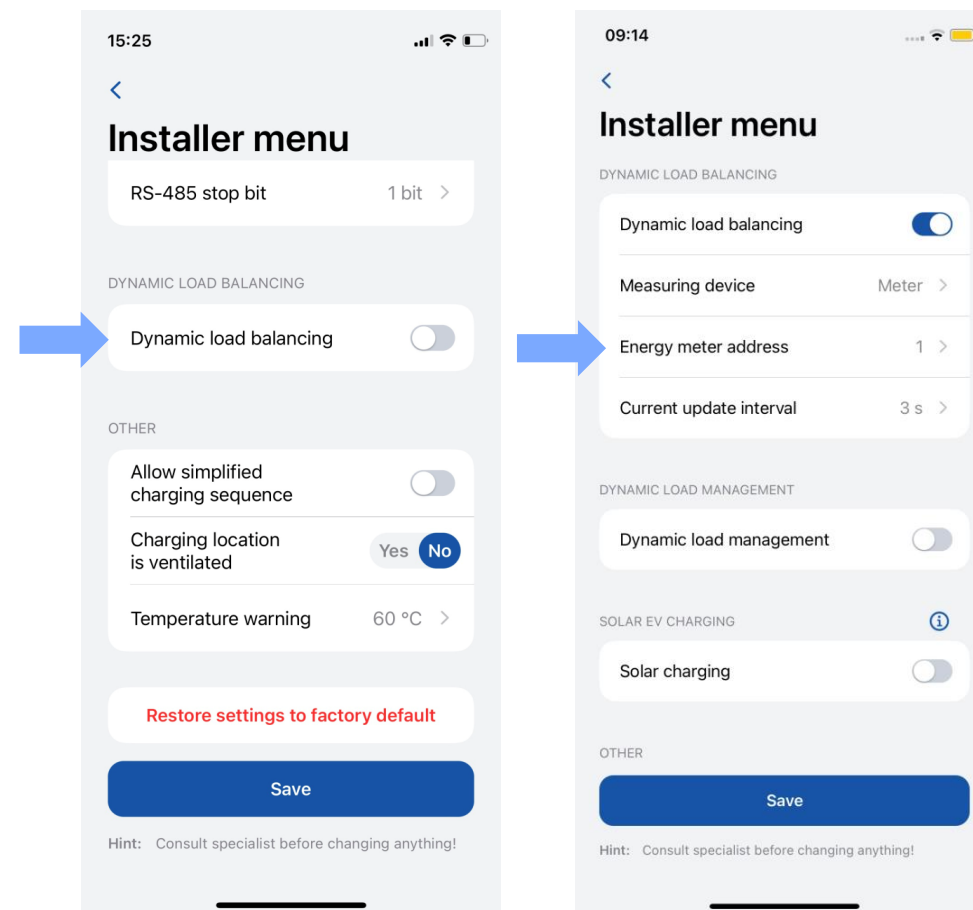 15:25
Installer menu
RS-485 stop bit 1 bit
DYNAMIC LOAD BALANCING
Dynamic load balancing
OTHER
Allow simplified
charging sequence
Charging location
is ventilated
Yes No
Temperature warning 60 °C
Restore settings to factory default
Save
Hint: Consult specialist before changing anything!
09:14
Installer menu
DYNAMIC LOAD BALANCING
Dynamic load balancing
Measuring device Meter
Energy meter address 1
Current update interval 3 s
DYNAMIC LOAD MANAGEMENT
Dynamic load management
SOLAR EV CHARGING
Solar charging
OTHER
Save
Hint: Consult specialist before changing anything!